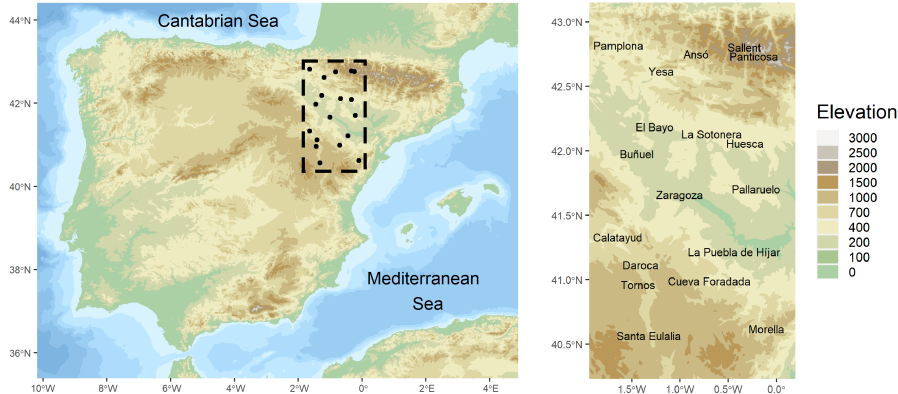 Cantabrian Sea
Mediterranean
Sea
44°N
42°N
40°N
38°N
36°N
10°W
8°W
6°W
4°W
2°W
0°
2°E
4°E
43.0°N
42.5°N
42.0°N
41.5°N
41.0°N
40.5°N
Pamplona
Ansó
Sallent
Panticosa
Yesa
El Bayo
La Sotonera
Huesca
Buñuel
Pallaruelo
Zaragoza
Calatayud
La Puebla de Híjar
Daroca
Tornos
Cueva Foradada
Santa Eulalia
Morella
1.5°W
1.0°W
0.5°W
0.0°
Elevation
3000
2500
2000
1500
1000
700
400
200
100
0